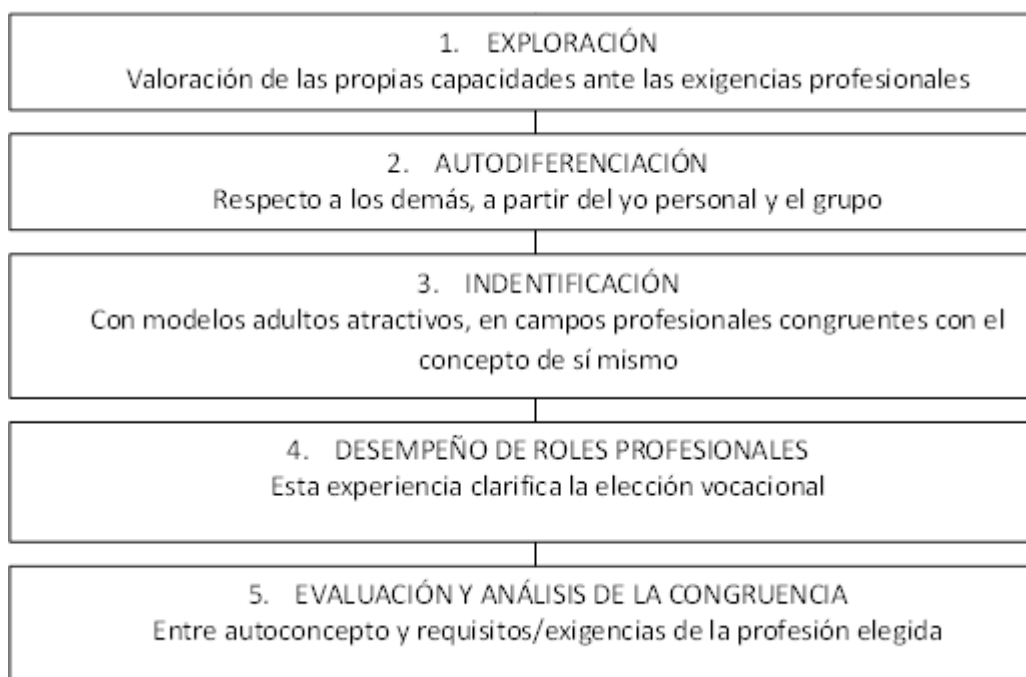 1. EXPLORACIÓN
Valoración de las propias capacidades ante las exigencias profesionales
2. AUTODIFERENCIACIÓN
Respecto a los demás, a partir del yo personal y el grupo
3. INDENTIFICACIÓN
Con modelos adultos atractivos, en campos profesionales congruentes con el
concepto de sí mismo
4. DESEMPEÑO DE ROLES PROFESIONALES
Esta experiencia clarifica la elección vocacional
5. EVALUACIÓN Y ANÁLISIS DE LA CONGRUENCIA
Entre autoconcepto y requisitos/exigencias de la profesión elegida